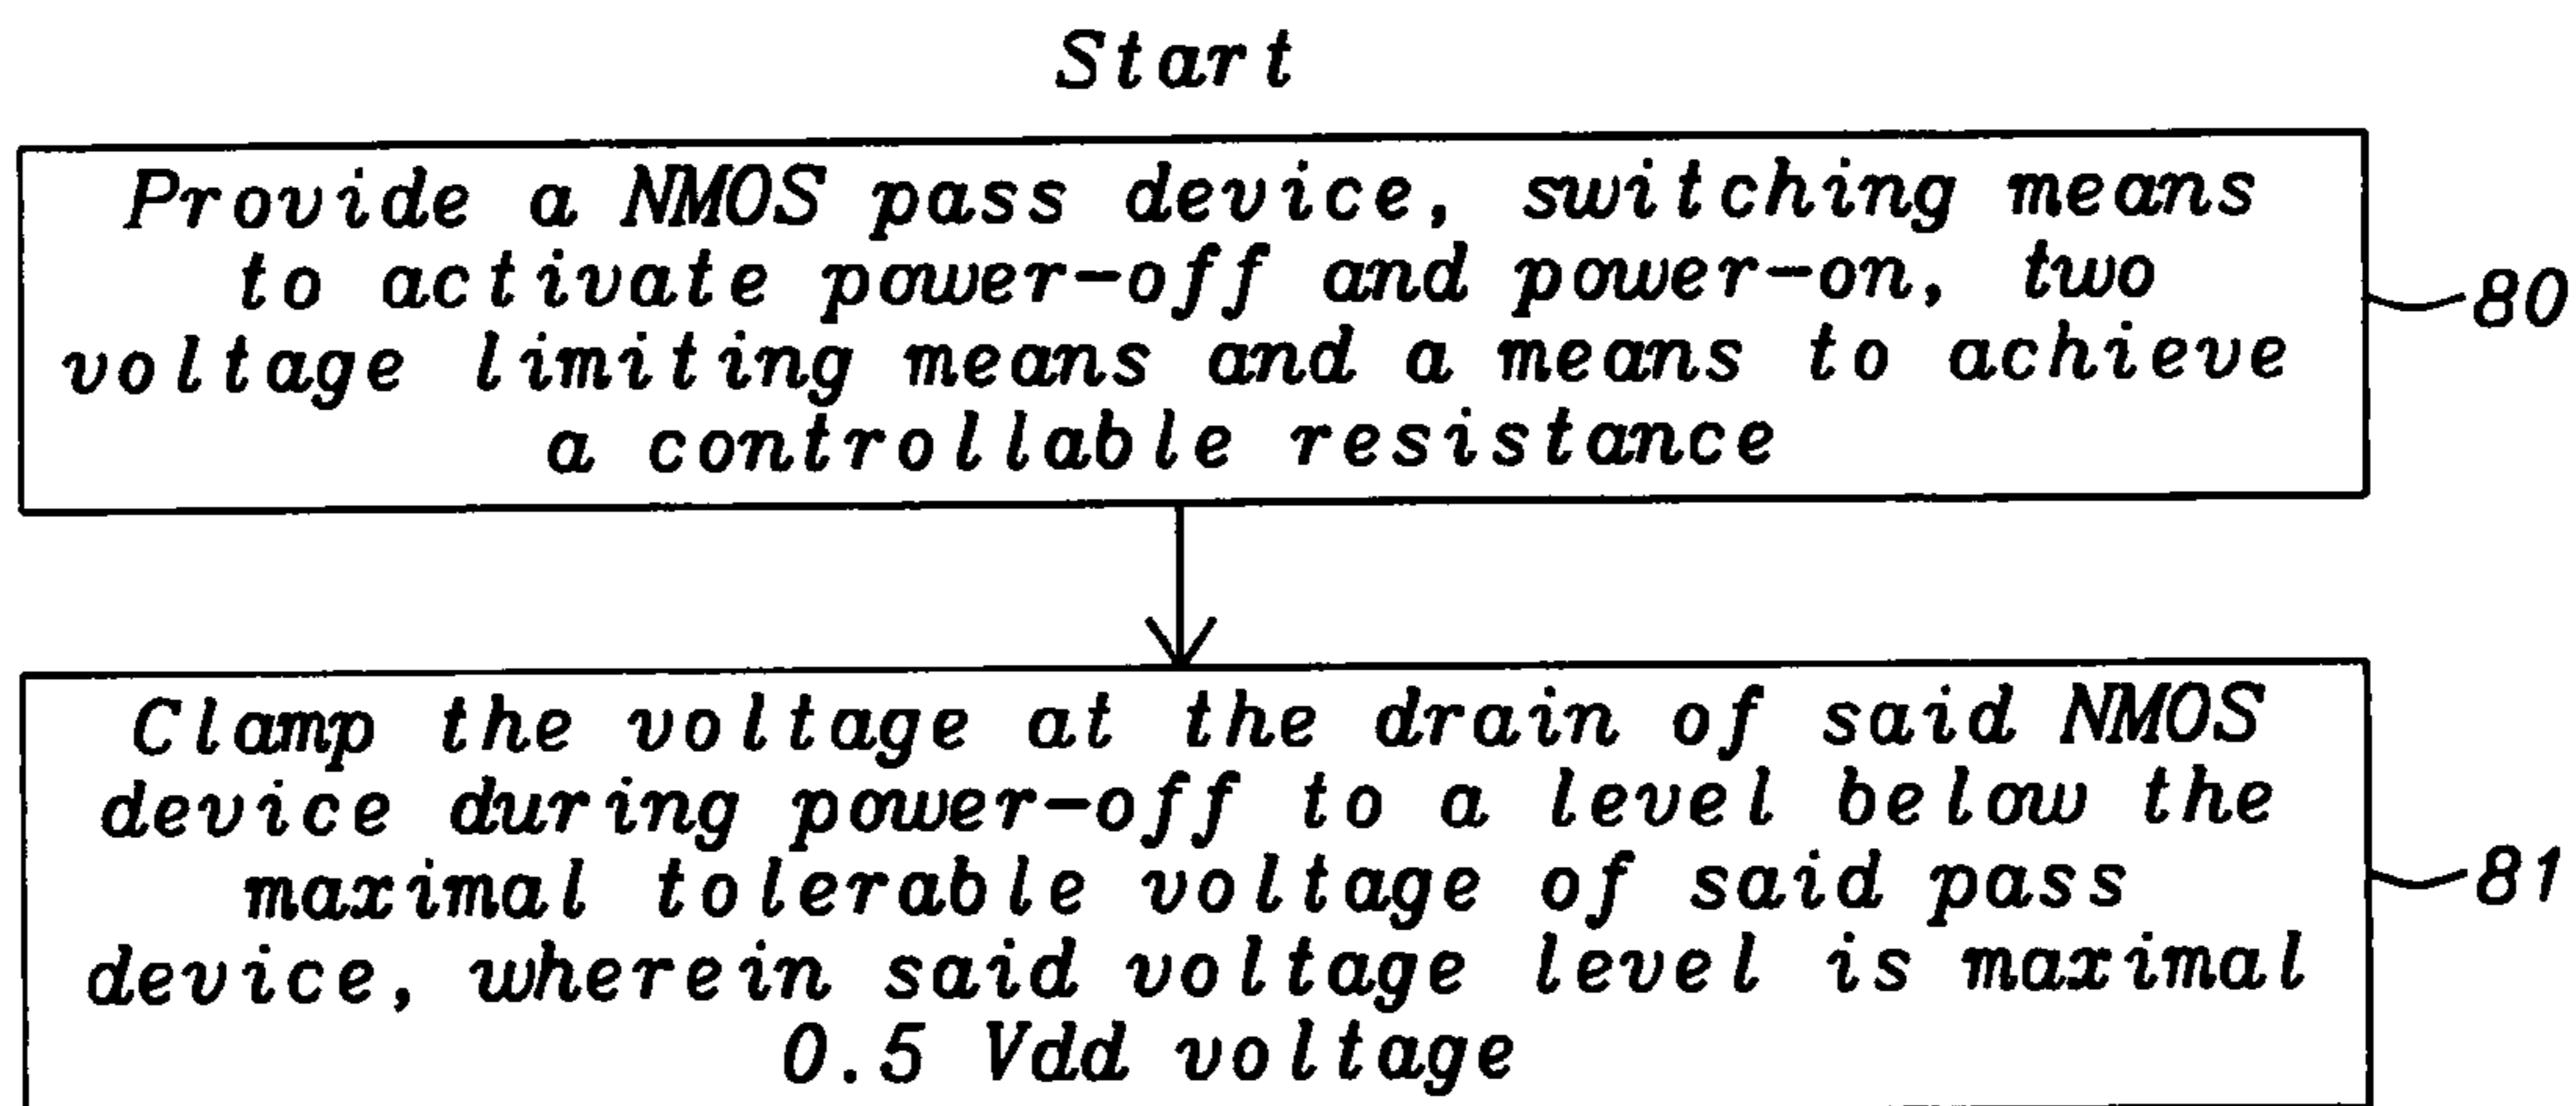 Start
Provide a NMOS pass device, switching means
to activate power-off and power-on, two
voltage limiting means and a means to achieve
a controllable resistance
80
Clamp the voltage at the drain of said NMOS
device during power-off to a level below the
maximal tolerable voltage of said pass
device, wherein said voltage level is maximal
0.5 Vdd voltage
81